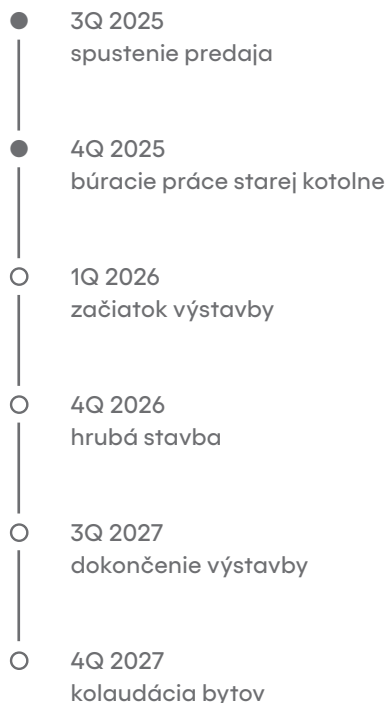 3Q 2025
spustenie predaja
4Q 2025
búracie práce starej kotolne
1Q 2026
začiatok výstavby
4Q 2026
hrubá stavba
3Q 2027
dokončenie výstavby
4Q 2027
kolaudácia bytov